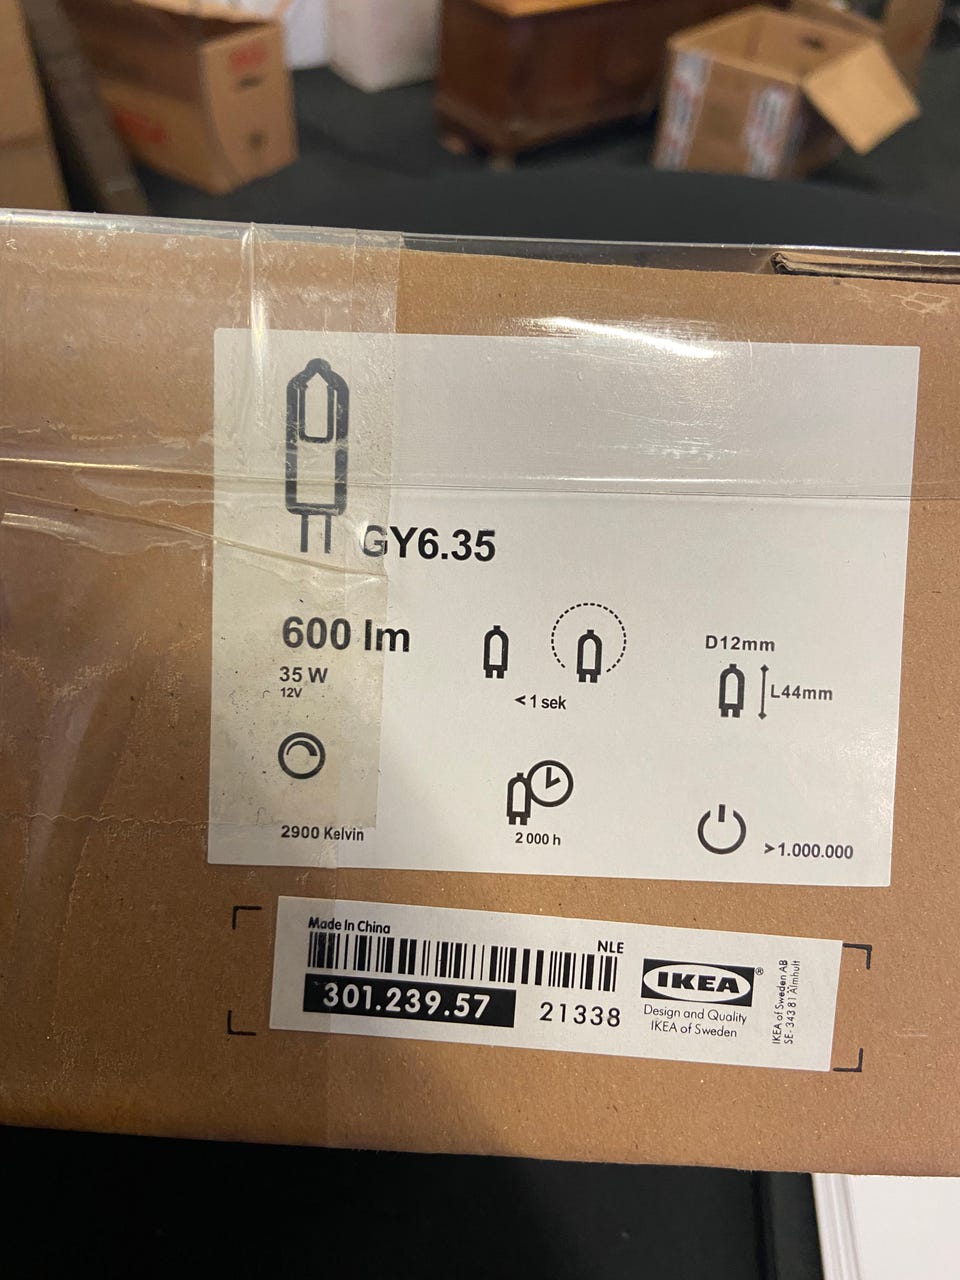 GY6.35
600 lm
35 W
12V
< 1 sek
D12mm
L44mm
2900 Kelvin
2 000 h
>1.000.000
Made In China
NLE
301.239.57
21338
IKEA®
Design and Quality
IKEA of Sweden
IKEA of Sweden AB
SE- 343 81 Älmhult